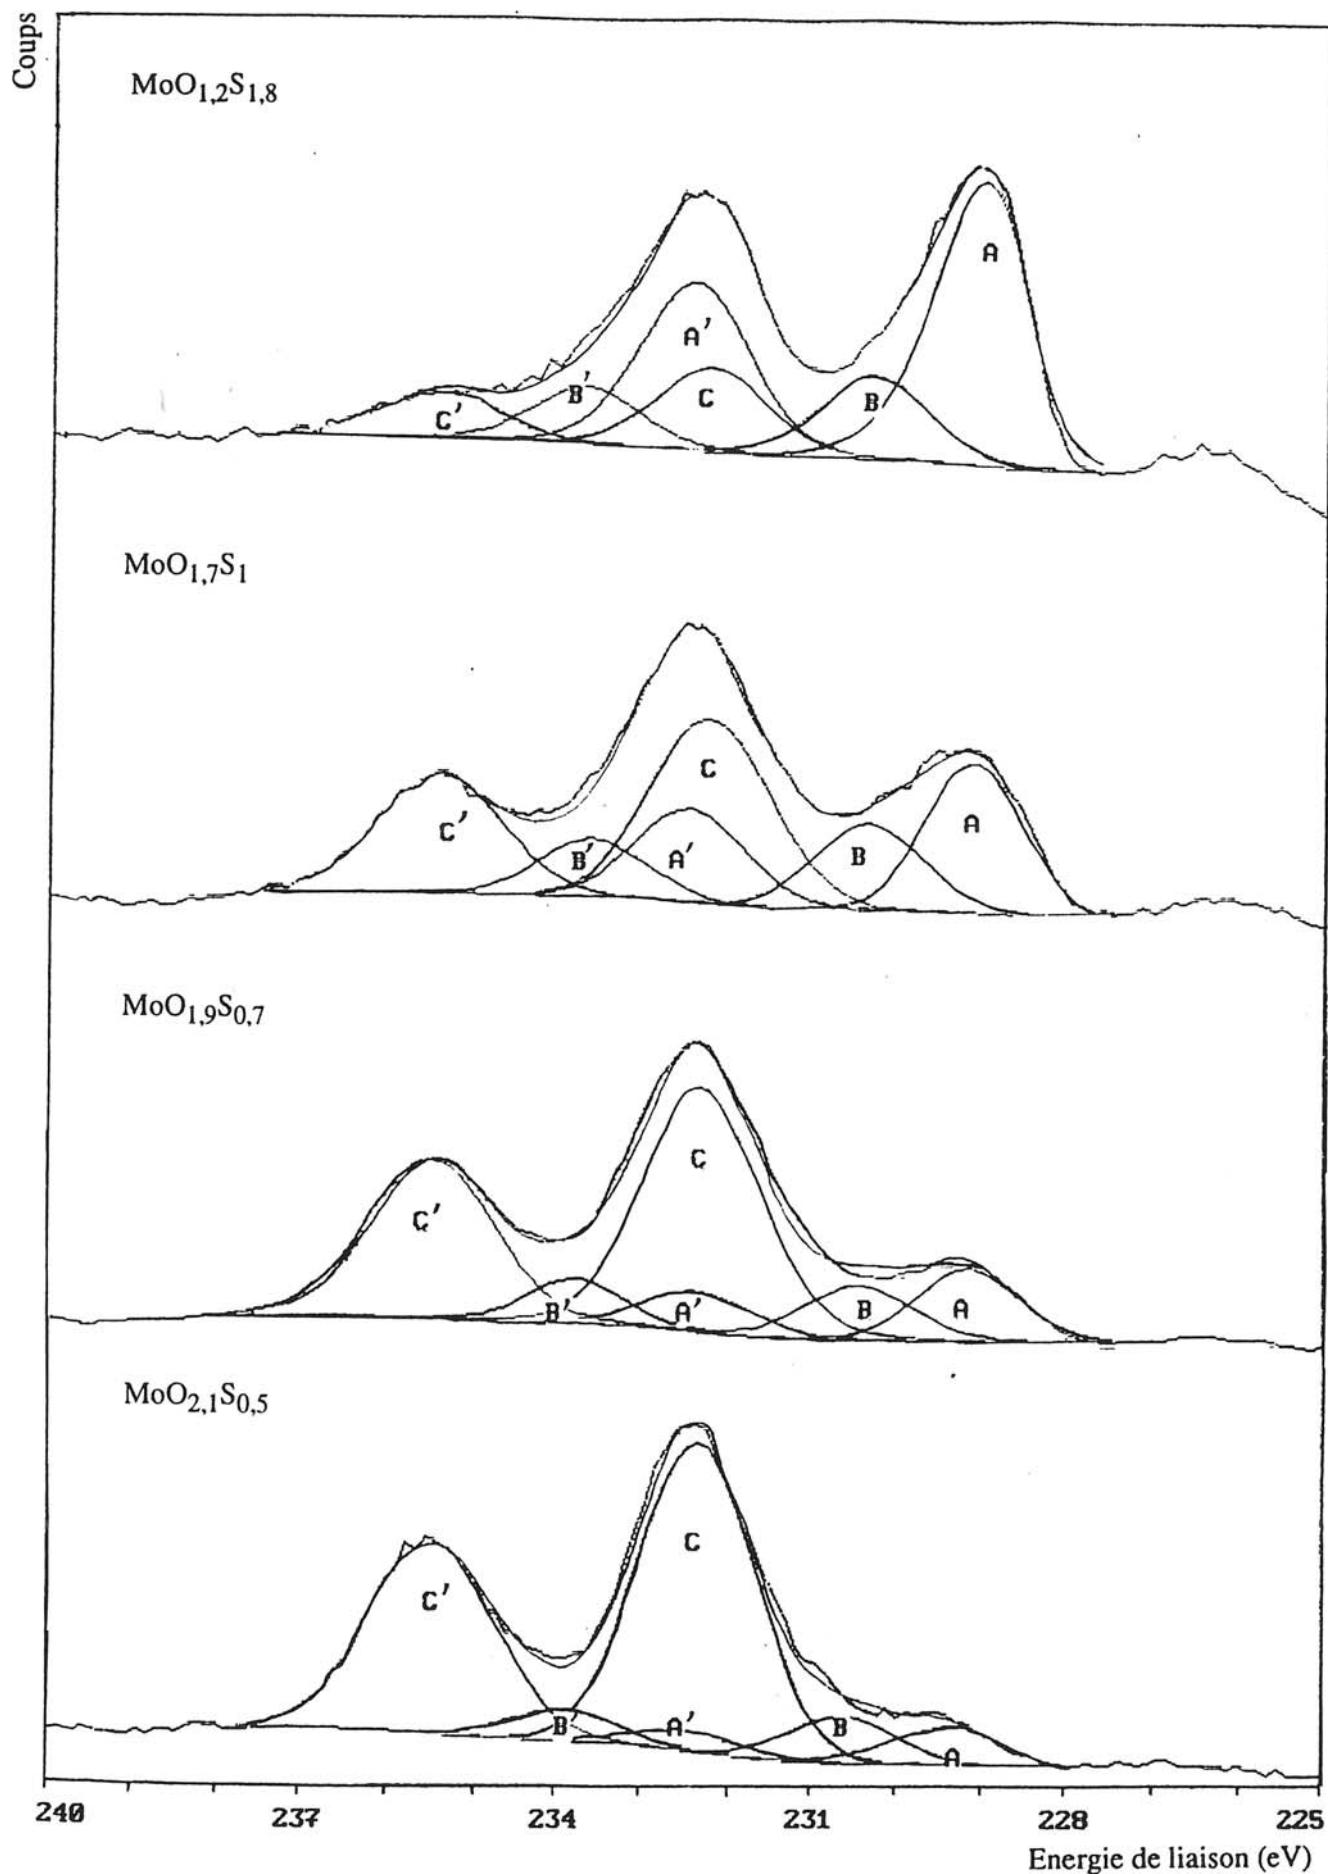 Coups
MoO1,2S1,8
A
A'
B'
C
B
C'
MoO1,7S1
C
C'
A
B'
A'
B
MoO1,9S0,7
C
C'
B'
A'
B
A
MoO2,1S0,5
C
C'
B'
A'
B
A
240 237 234 231 228 225
Energie de liaison (eV)